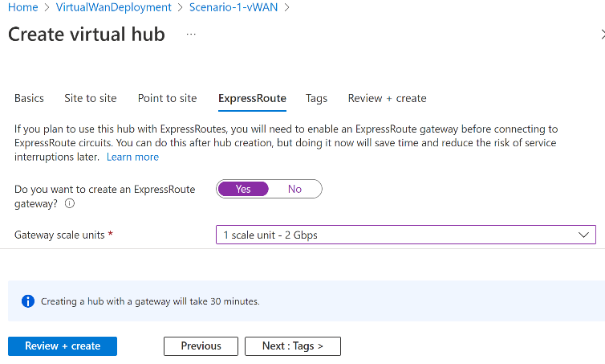 Home > VirtualWanDeployment > Scenario-1-vWAN >
Create virtual hub ...
Basics Site to site Point to site ExpressRoute Tags Review + create
If you plan to use this hub with ExpressRoutes, you will need to enable an ExpressRoute gateway before connecting to
ExpressRoute circuits. You can do this after hub creation, but doing it now will save time and reduce the risk of service
interruptions later. Learn more
Do you want to create an ExpressRoute Yes No
gateway?
Gateway scale units * 1 scale unit - 2 Gbps
Creating a hub with a gateway will take 30 minutes.
Review + create Previous Next : Tags >